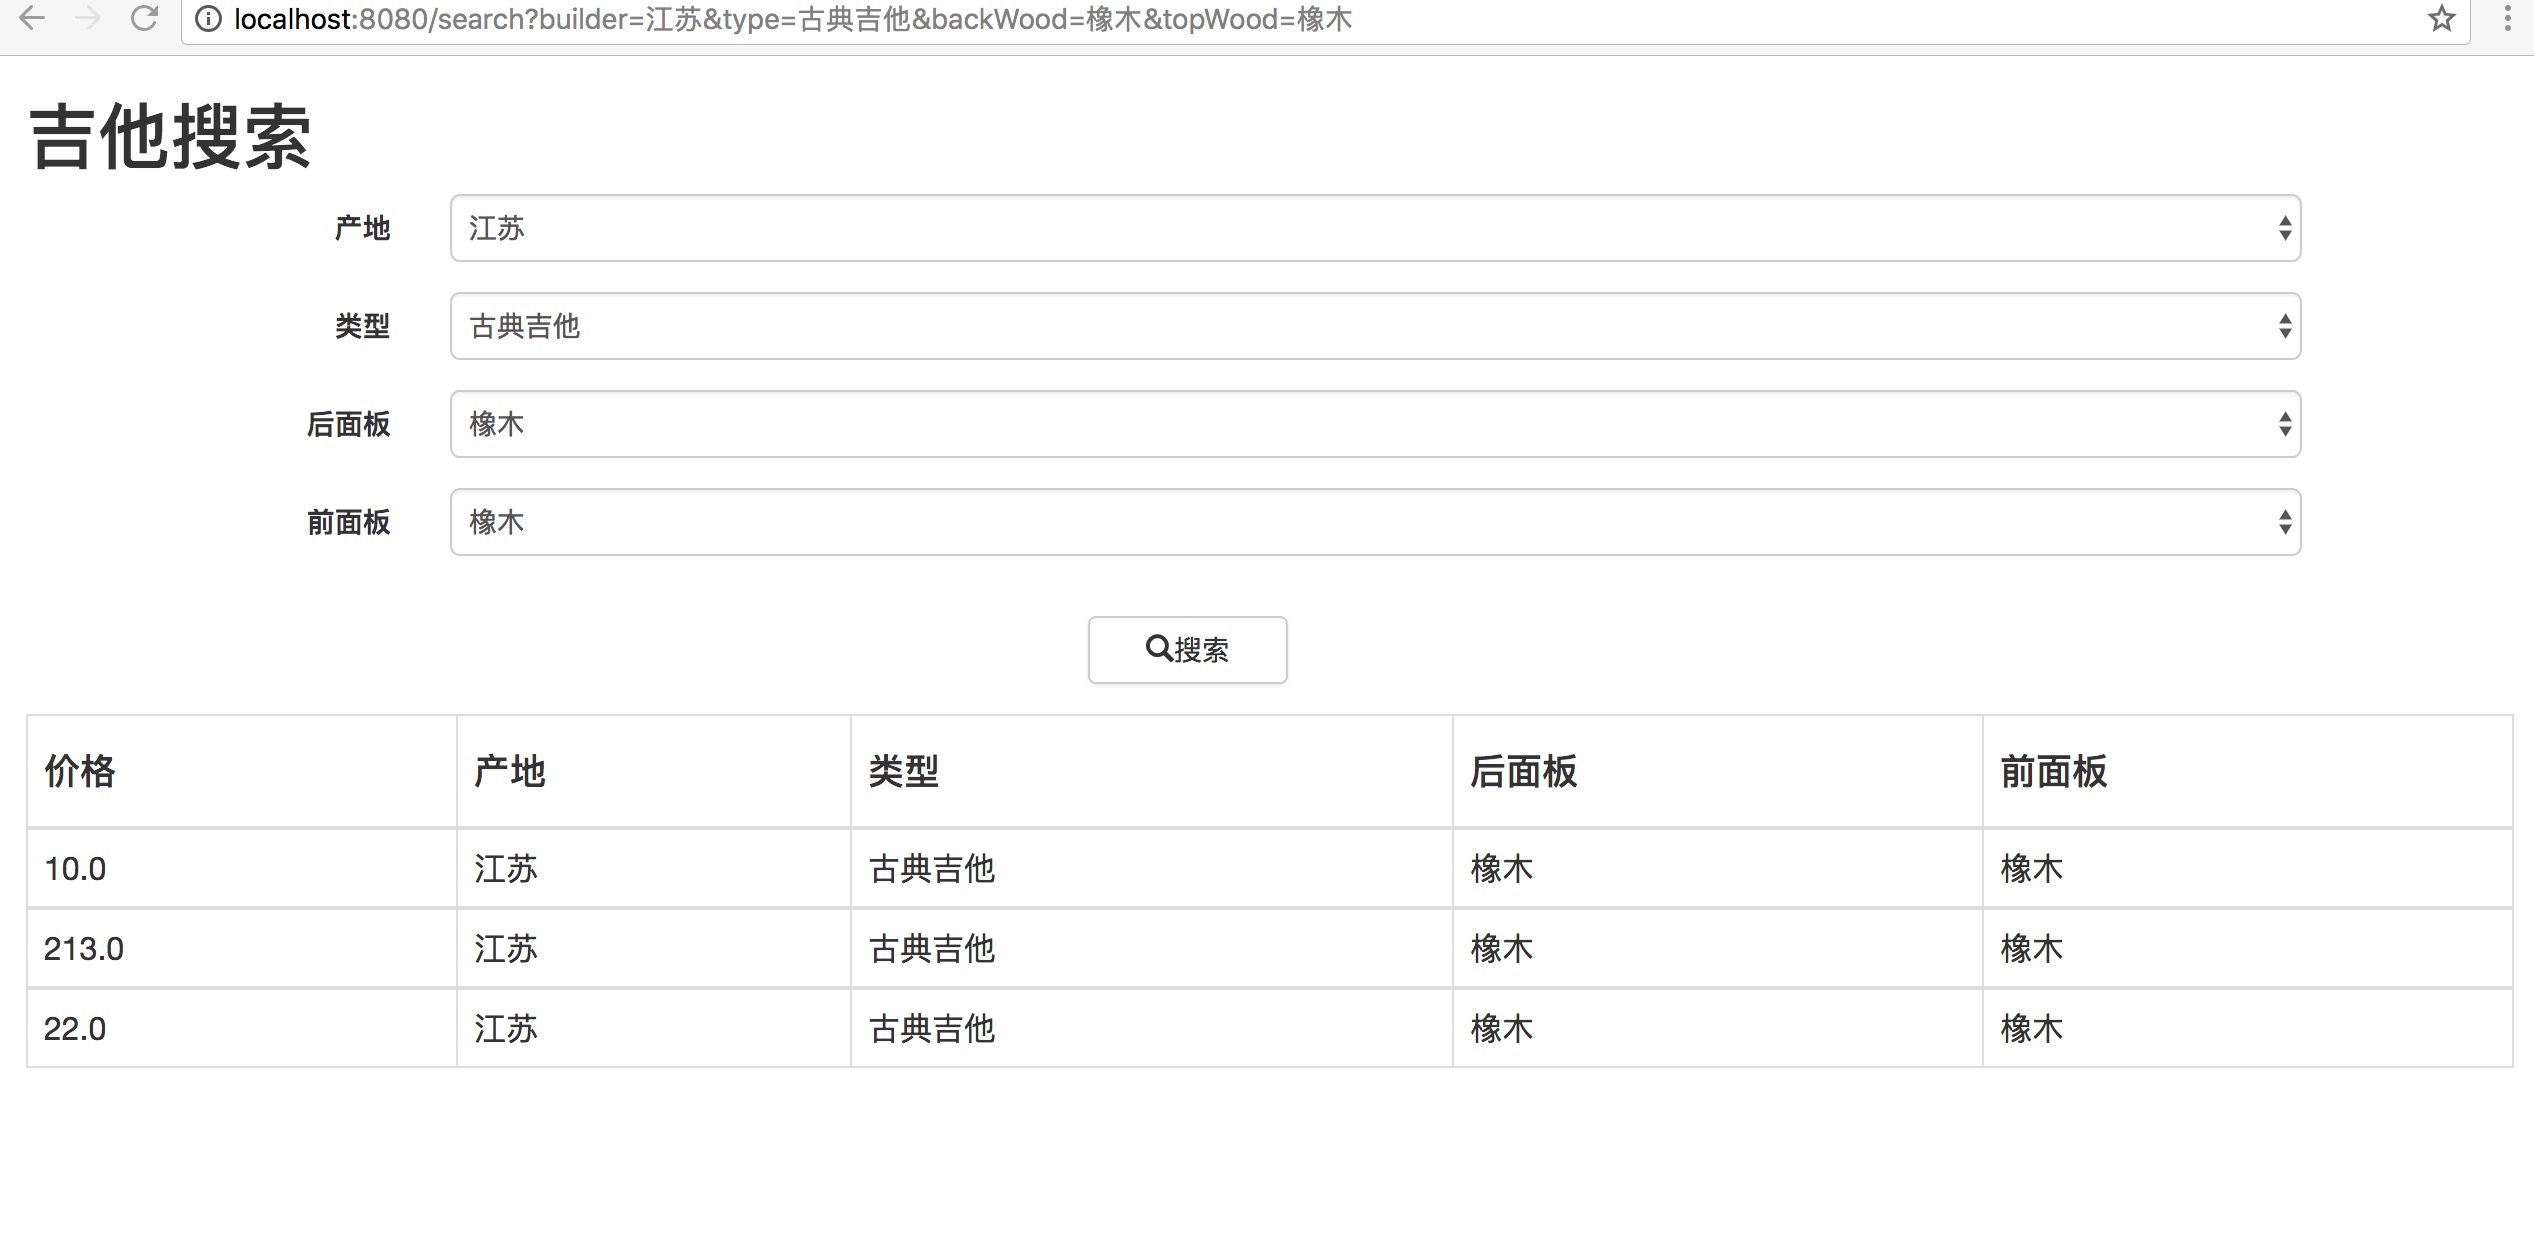 localhost:8080/search?builder=江苏&type=古典吉他&backWood=橡木&topWood=橡木
吉他搜索
产地 江苏
类型 古典吉他
后面板 橡木
前面板 橡木
搜索
价格 产地 类型 后面板 前面板
10.0 江苏 古典吉他 橡木 橡木
213.0 江苏 古典吉他 橡木 橡木
22.0 江苏 古典吉他 橡木 橡木